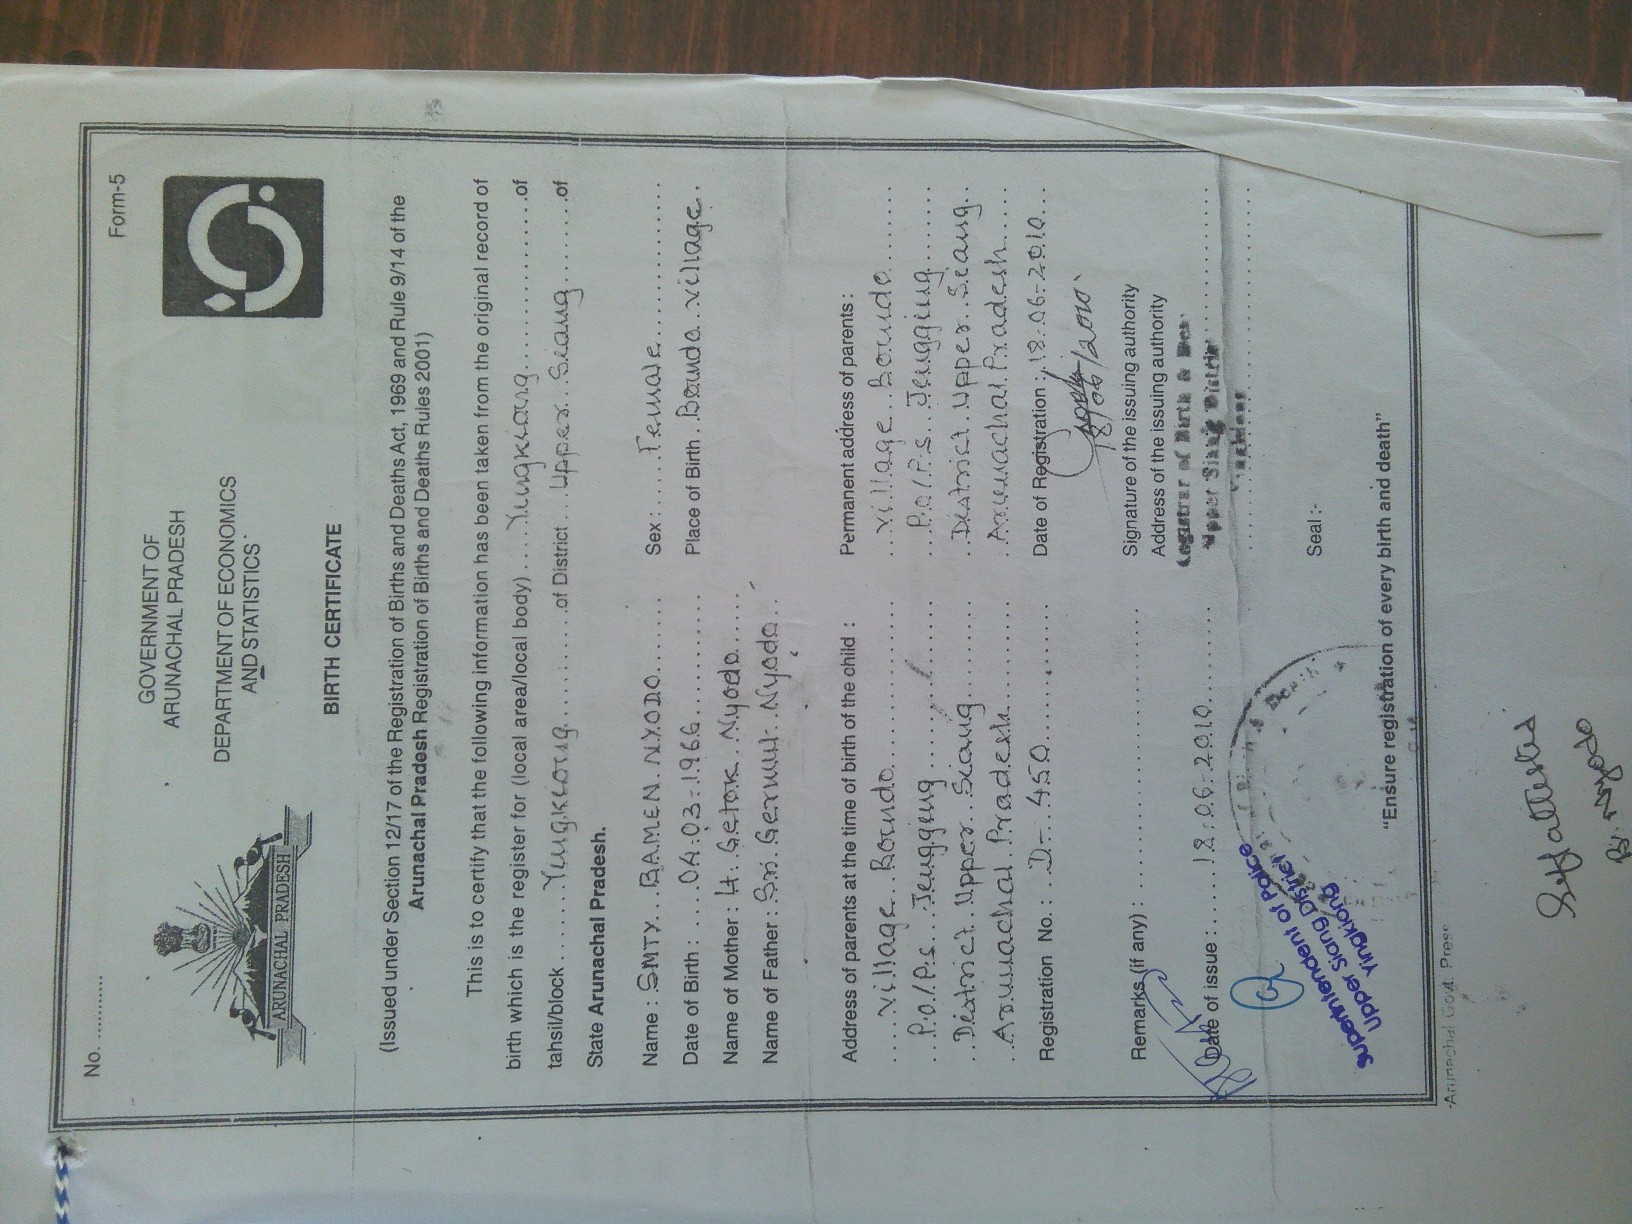 No. ................
Form-5
GOVERNMENT OF
ARUNACHAL PRADESH
DEPARTMENT OF ECONOMICS
AND STATISTICS
ARUNACHAL PRADESH
BIRTH CERTIFICATE
(Issued under Section 12/17 of the Registration of Births and Deaths Act, 1969 and Rule 9/14 of the
Arunachal Pradesh Registration of Births and Deaths Rules 2001)
This is to certify that the following information has been taken from the original record of
birth which is the register for (local area/local body) .... Yingkiong ................ of
tahsil/block ...... Yingkiong ............ of District ... Upper Siang ............ of
State Arunachal Pradesh.
Name : SMTY. BAMEN NYODO ........ Sex : ..... Female ................
Date of Birth : .... 04.03.1966 ............ Place of Birth .. Bomdo village.
Name of Mother : Lt. Getok Nyodo ......
Name of Father : Sri. Germut Nyodo ..
Address of parents at the time of birth of the child : Permanent address of parents :
..... village Bomdo ................ .. village Bomdo ..........
.. P.o/P.s. Jengging ................ ... P.o/P.s. Jengging ........
.. District Upper Siang ............ .. District Upper Siang ..
.. Arunachal Pradesh ............ . Arunachal Pradesh .....
Registration No. : .. D-450 ................ Date of Registration : 18.06.2010 ...
18/06/2010
Remarks (if any) : ................................ Signature of the issuing authority
Address of the issuing authority
Registrar of Birth & Dea
Upper Siang District
Date of issue : ...... 18.06.2010 ............
Seal :-
Superintendent of Police
Upper Siang District
Yingkiong
"Ensure registration of every birth and death"
Arunachal Govt. Press
Selfattested
B. Nyodo